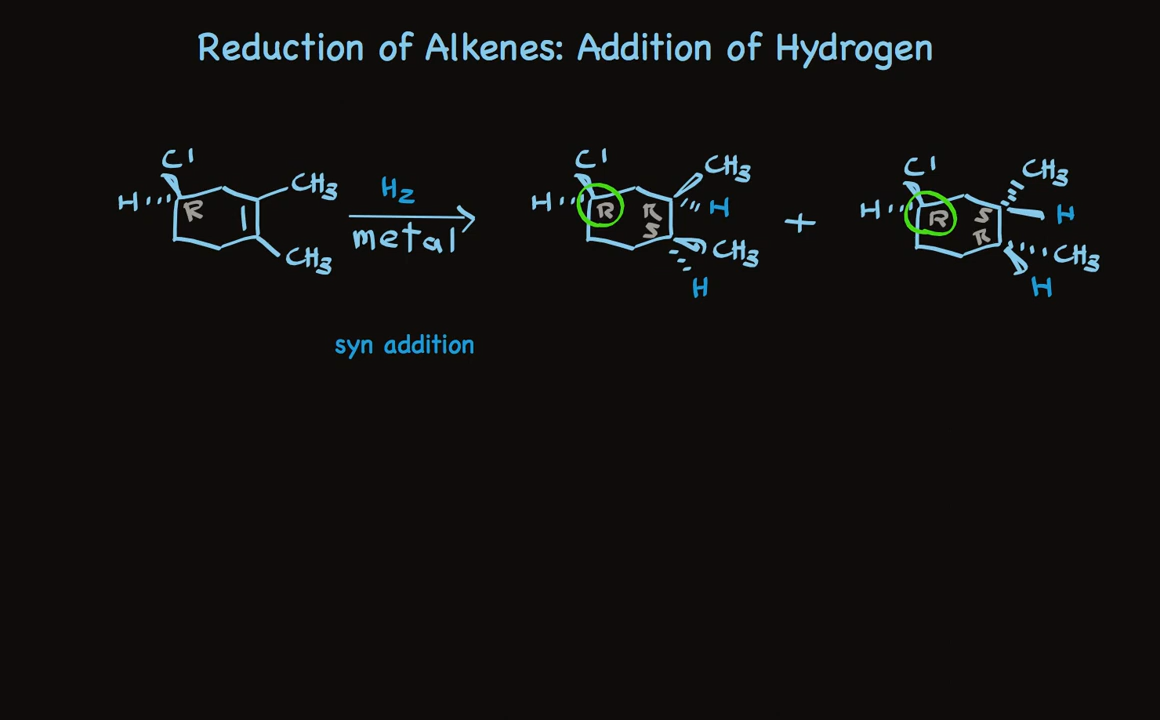 Reduction of Alkenes: Addition of Hydrogen
Cl
H
R
CH3
CH3
H2
metal
Cl
H
R
R
S
CH3
H
CH3
H
+
Cl
H
R
S
R
CH3
H
CH3
H
syn addition